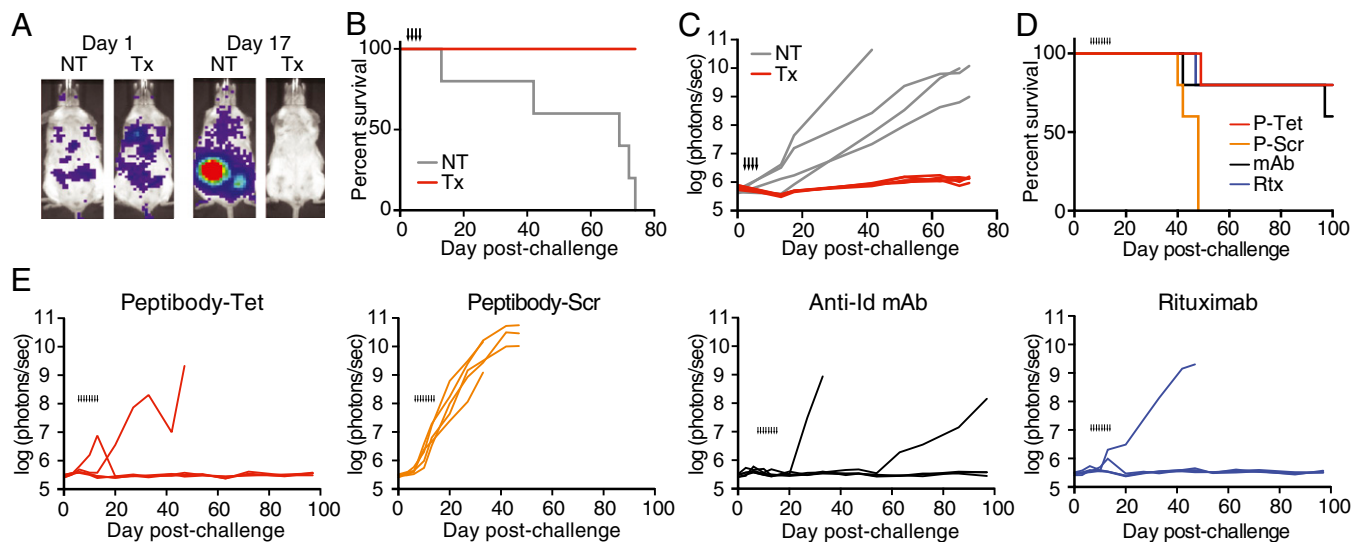 A
Day 1
Day 17
NT
Tx
NT
Tx
B
Percent survival
100
50
0
NT
Tx
0
20
40
60
80
Day post-challenge
C
log (photons/sec)
11
10
9
8
7
6
5
NT
Tx
0
20
40
60
80
Day post-challenge
D
Percent survival
100
50
0
P-Tet
P-Scr
mAb
Rtx
0
20
40
60
80
100
Day post-challenge
E
Peptibody-Tet
log (photons/sec)
11
10
9
8
7
6
5
0
20
40
60
80
100
Day post-challenge
Peptibody-Scr
log (photons/sec)
11
10
9
8
7
6
5
0
20
40
60
80
100
Day post-challenge
Anti-Id mAb
log (photons/sec)
11
10
9
8
7
6
5
0
20
40
60
80
100
Day post-challenge
Rituximab
log (photons/sec)
11
10
9
8
7
6
5
0
20
40
60
80
100
Day post-challenge